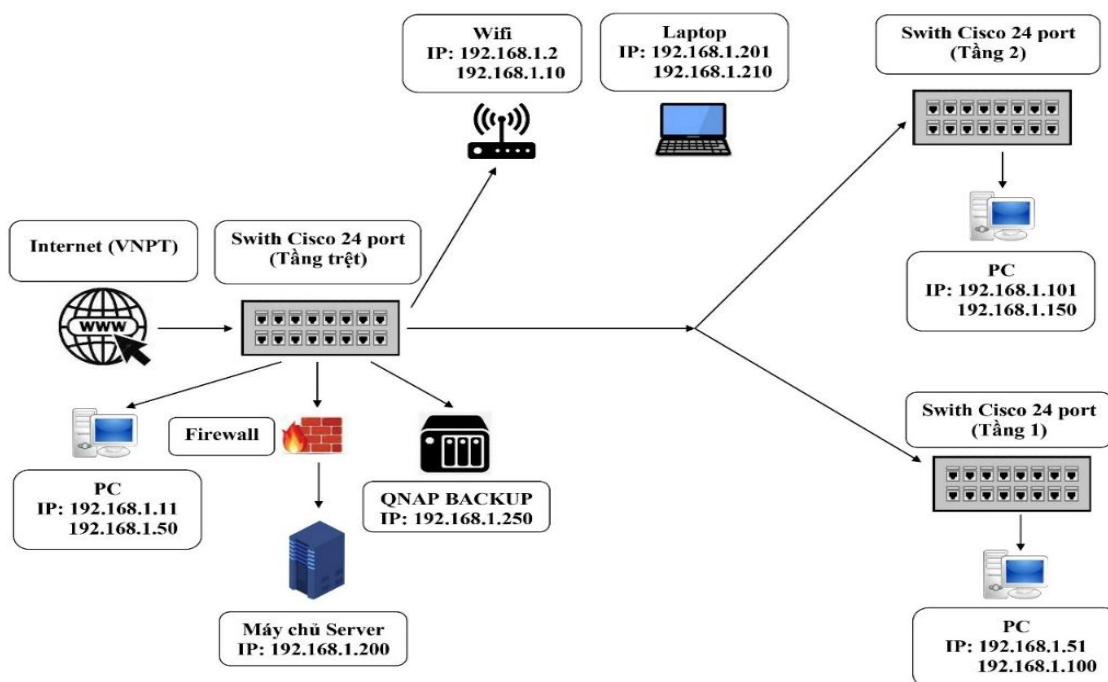 Wifi
IP: 192.168.1.2
192.168.1.10
Laptop
IP: 192.168.1.201
192.168.1.210
Swith Cisco 24 port
(Tầng 2)
Internet (VNPT)
WWW
Swith Cisco 24 port
(Tầng trệt)
PC
IP: 192.168.1.101
192.168.1.150
Firewall
PC
IP: 192.168.1.11
192.168.1.50
QNAP BACKUP
IP: 192.168.1.250
Swith Cisco 24 port
(Tầng 1)
Máy chủ Server
IP: 192.168.1.200
PC
IP: 192.168.1.51
192.168.1.100